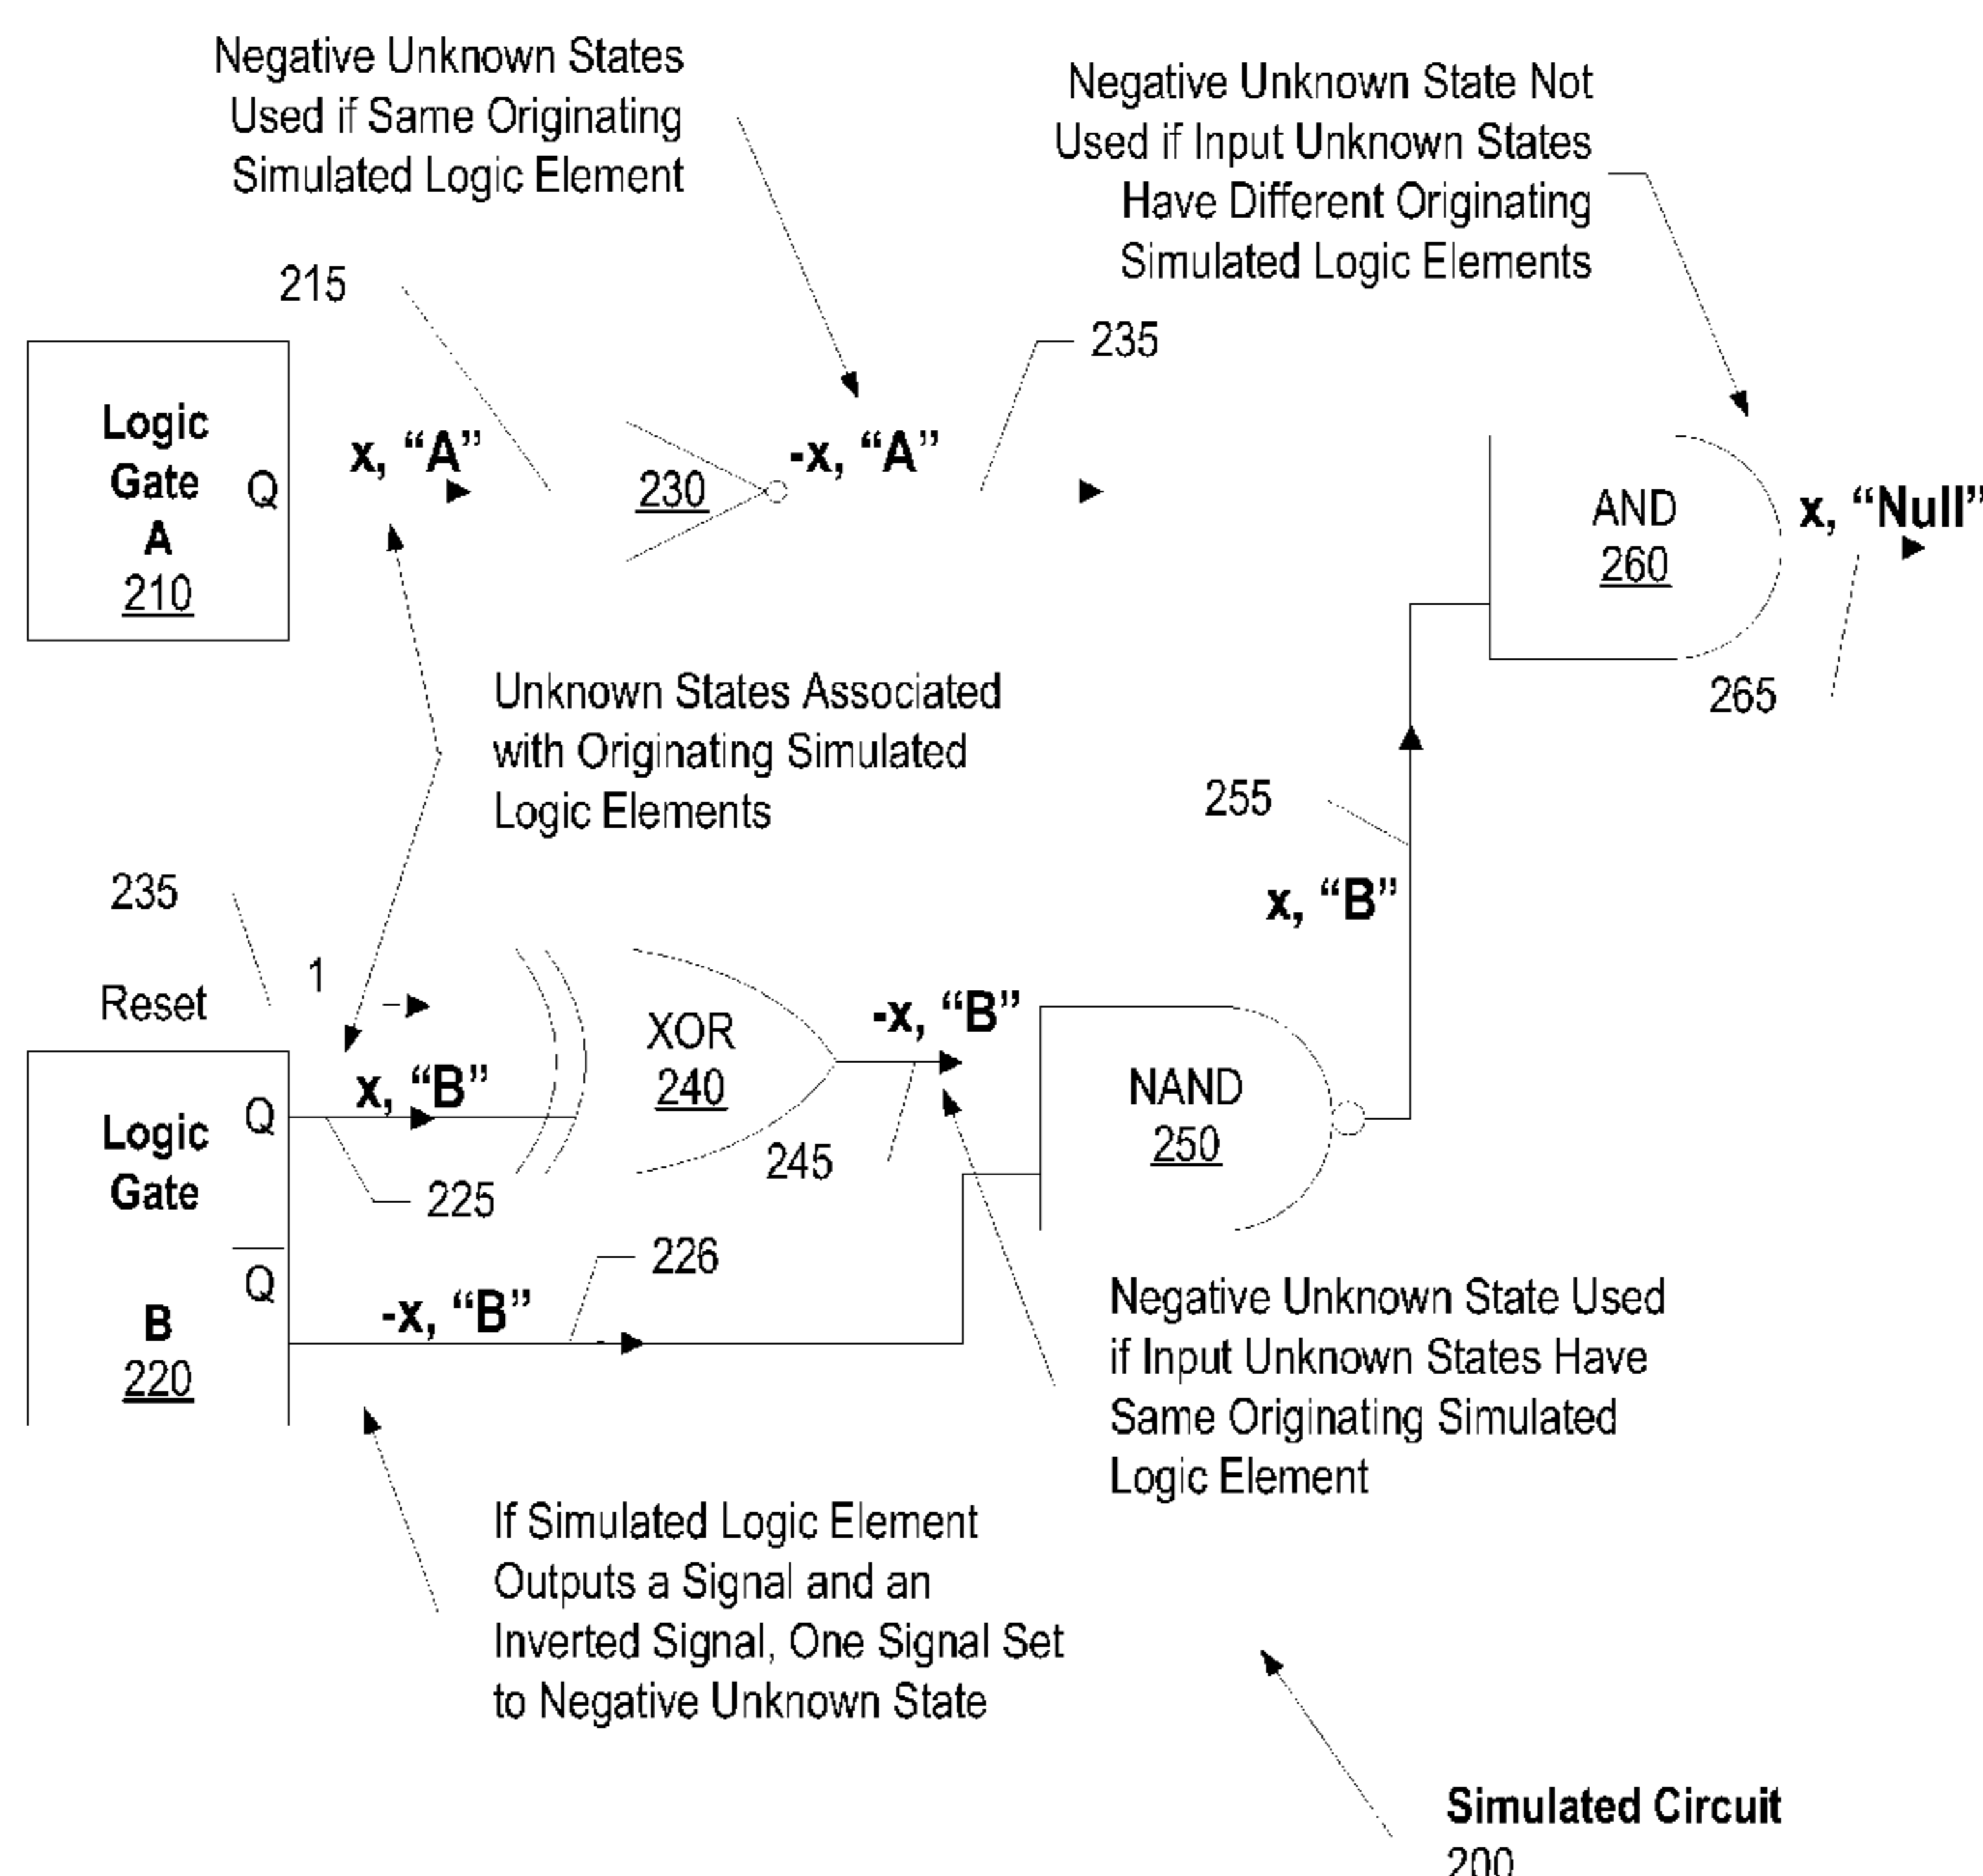 Negative Unknown States
Used if Same Originating
Simulated Logic Element
Negative Unknown State Not
Used if Input Unknown States
Have Different Originating
Simulated Logic Elements
215
235
Logic
Gate
A
210
Q
x, “A”
230
-x, “A”
AND
260
x, “Null”
265
Unknown States Associated
with Originating Simulated
Logic Elements
255
x, “B”
235
Reset
1
XOR
240
-x, “B”
245
NAND
250
Logic
Gate
B
220
Q
x, “B”
225
Q
-x, “B”
226
Negative Unknown State Used
if Input Unknown States Have
Same Originating Simulated
Logic Element
If Simulated Logic Element
Outputs a Signal and an
Inverted Signal, One Signal Set
to Negative Unknown State
Simulated Circuit
200